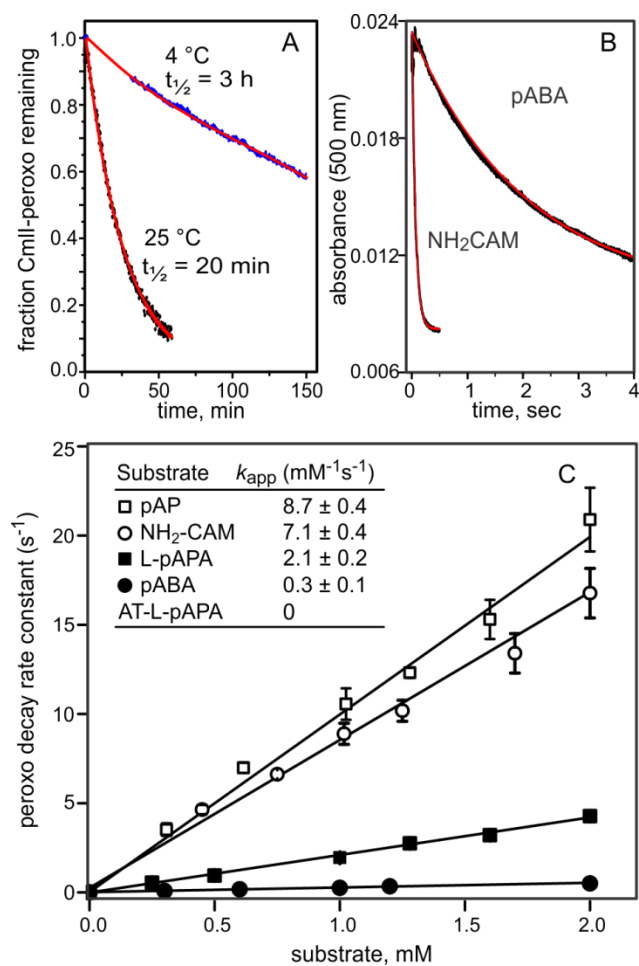 A
4 °C
t½ = 3 h
25 °C
t½ = 20 min
fraction CmII-peroxo remaining
1.0
0.8
0.6
0.4
0.2
0.0
0
50
100
150
time, min
B
pABA
NH₂CAM
absorbance (500 nm)
0.024
0.018
0.012
0.006
0
1
2
3
4
time, sec
C
Substrate kapp (mM⁻¹s⁻¹)
pAP 8.7 ± 0.4
NH₂-CAM 7.1 ± 0.4
L-pAPA 2.1 ± 0.2
pABA 0.3 ± 0.1
AT-L-pAPA 0
peroxo decay rate constant (s⁻¹)
25
20
15
10
5
0
0.0
0.5
1.0
1.5
2.0
substrate, mM